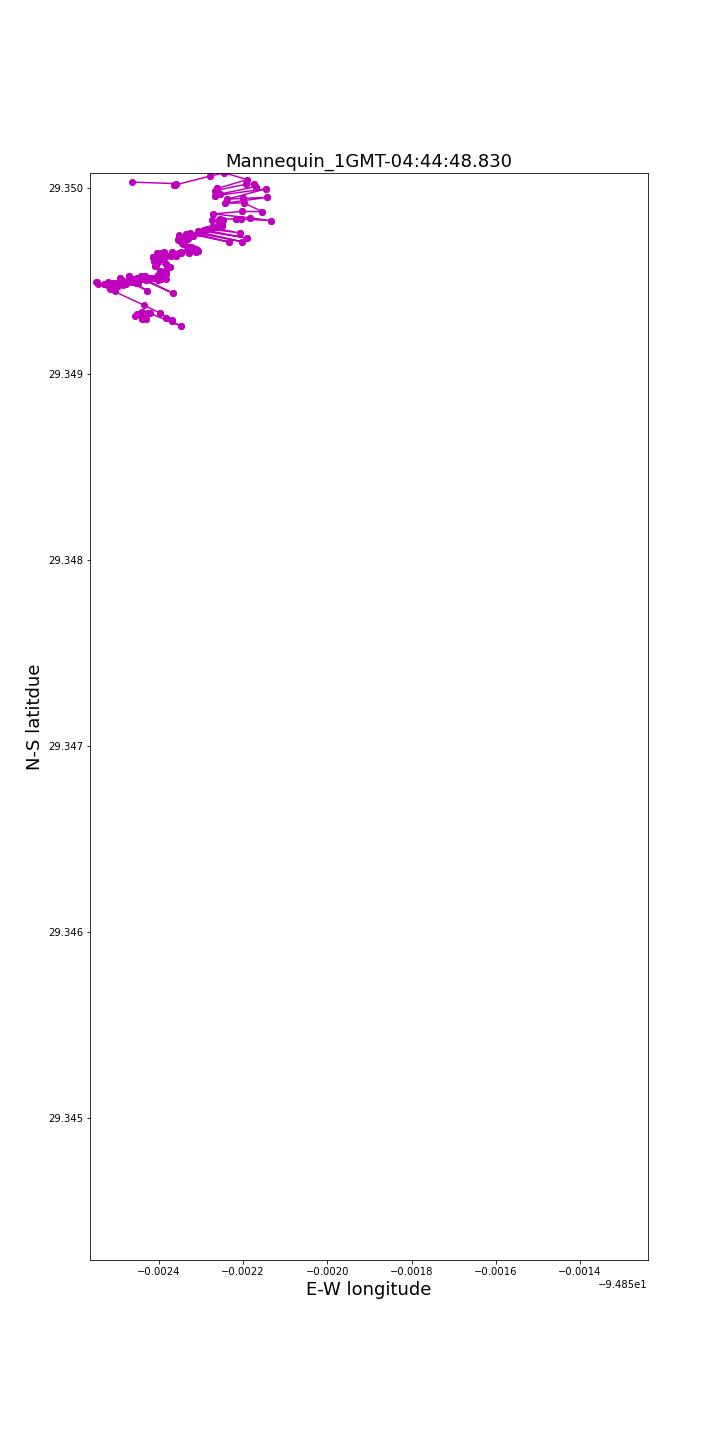 Mannequin_1GMT-04:44:48.830
29.350
29.349
29.348
29.347
29.346
29.345
N-S latitdue
−0.0024 −0.0022 −0.0020 −0.0018 −0.0016 −0.0014
−9.485e1
E-W longitude